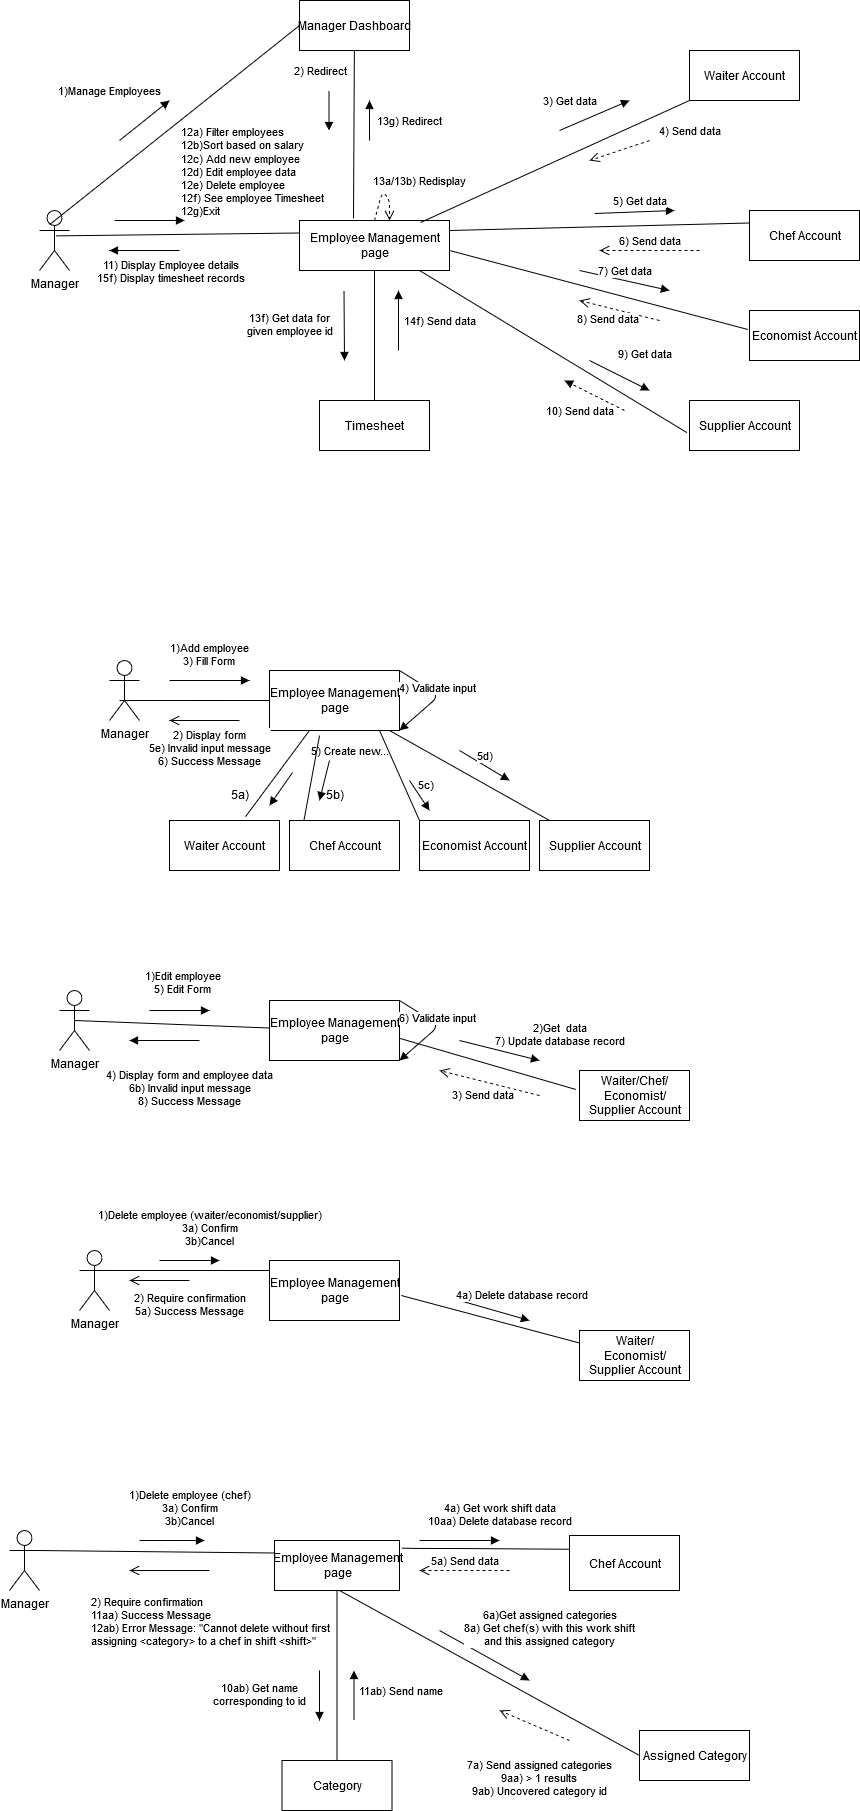 Manager Dashboard
1)Manage Employees
2) Redirect
13g) Redirect
3) Get data
Waiter Account
4) Send data
12a) Filter employees
12b)Sort based on salary
12c) Add new employee
12d) Edit employee data
12e) Delete employee
12f) See employee Timesheet
12g)Exit
13a/13b) Redisplay
5) Get data
Employee Management
page
Chef Account
6) Send data
11) Display Employee details
15f) Display timesheet records
Manager
7) Get data
8) Send data
Economist Account
13f) Get data for
given employee id
14f) Send data
9) Get data
10) Send data
Timesheet
Supplier Account
1)Add employee
3) Fill Form
Employee Management
page
4) Validate input
Manager
2) Display form
5e) Invalid input message
6) Success Message
5) Create new...
5a)
5b)
5c)
5d)
Waiter Account
Chef Account
Economist Account
Supplier Account
1)Edit employee
5) Edit Form
Employee Management
page
6) Validate input
2)Get data
7) Update database record
Manager
4) Display form and employee data
6b) Invalid input message
8) Success Message
3) Send data
Waiter/Chef/
Economist/
Supplier Account
1)Delete employee (waiter/economist/supplier)
3a) Confirm
3b)Cancel
Employee Management
page
2) Require confirmation
5a) Success Message
Manager
4a) Delete database record
Waiter/
Economist/
Supplier Account
1)Delete employee (chef)
3a) Confirm
3b)Cancel
4a) Get work shift data
10aa) Delete database record
Employee Management
page
5a) Send data
Chef Account
Manager
2) Require confirmation
11aa) Success Message
12ab) Error Message: "Cannot delete without first
assigning <category> to a chef in shift <shift>"
6a)Get assigned categories
8a) Get chef(s) with this work shift
and this assigned category
10ab) Get name
corresponding to id
11ab) Send name
Assigned Category
7a) Send assigned categories
9aa) > 1 results
9ab) Uncovered category id
Category